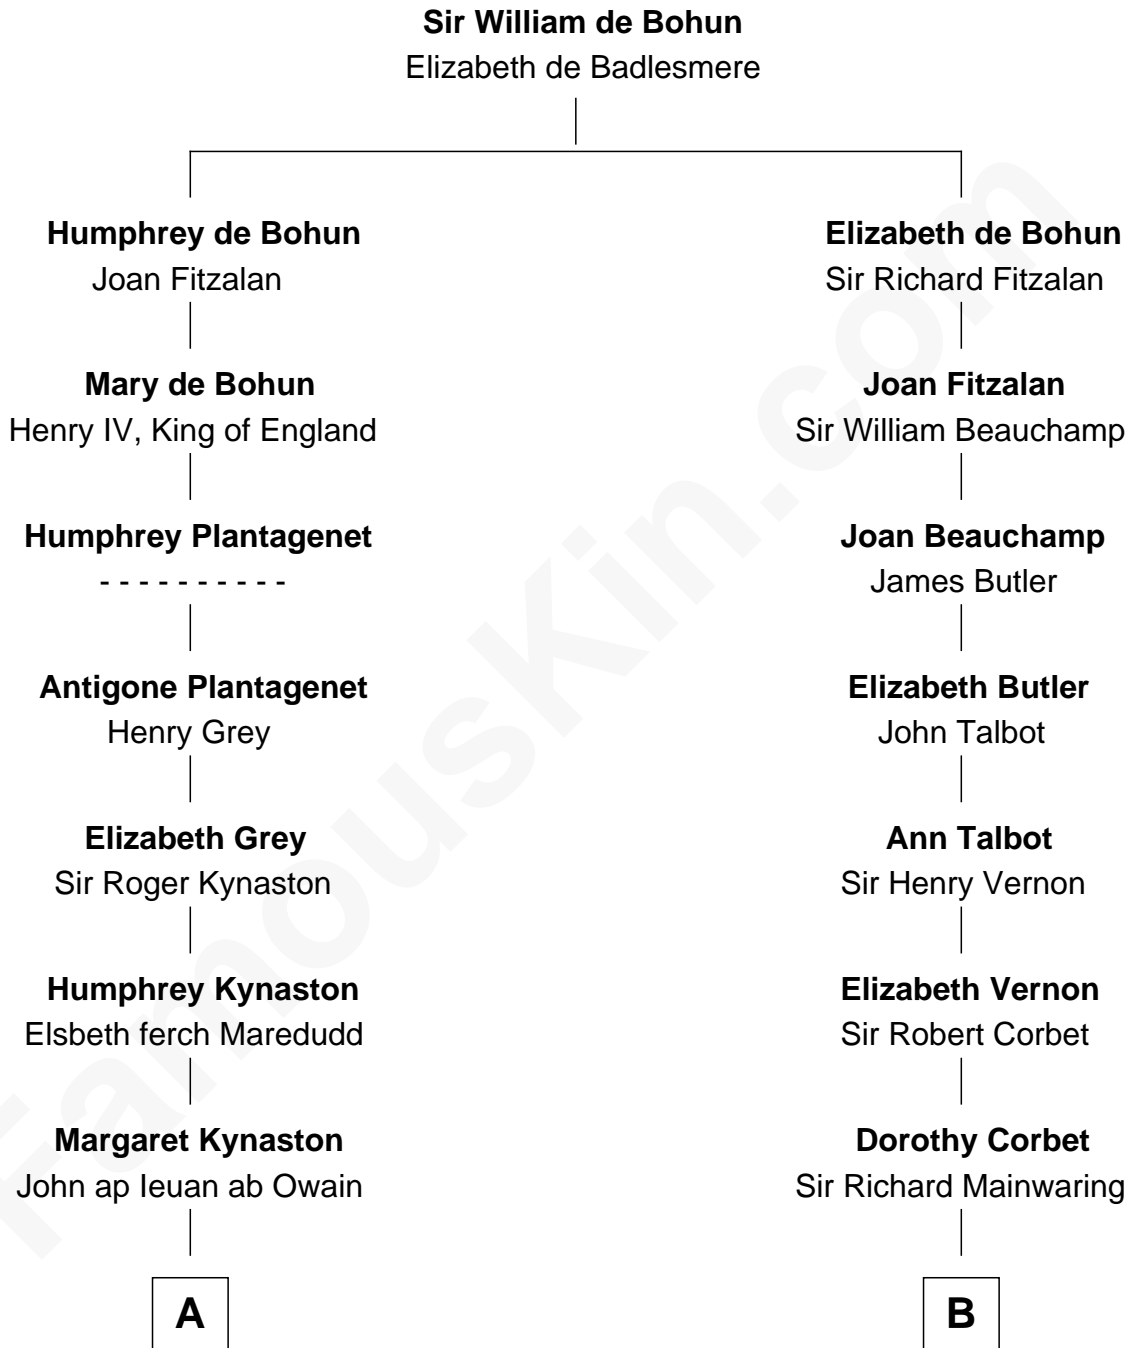 Sir William de Bohun
Elizabeth de Badlesmere
Humphrey de Bohun
Joan Fitzalan
Elizabeth de Bohun
Sir Richard Fitzalan
Mary de Bohun
Henry IV, King of England
Joan Fitzalan
Sir William Beauchamp
Humphrey Plantagenet
- - - - - - - - - -
Joan Beauchamp
James Butler
Antigone Plantagenet
Henry Grey
Elizabeth Butler
John Talbot
Elizabeth Grey
Sir Roger Kynaston
Ann Talbot
Sir Henry Vernon
Humphrey Kynaston
Elsbeth ferch Maredudd
Elizabeth Vernon
Sir Robert Corbet
Margaret Kynaston
John ap Ieuan ab Owain
Dorothy Corbet
Sir Richard Mainwaring
A
B
FamousKin.com